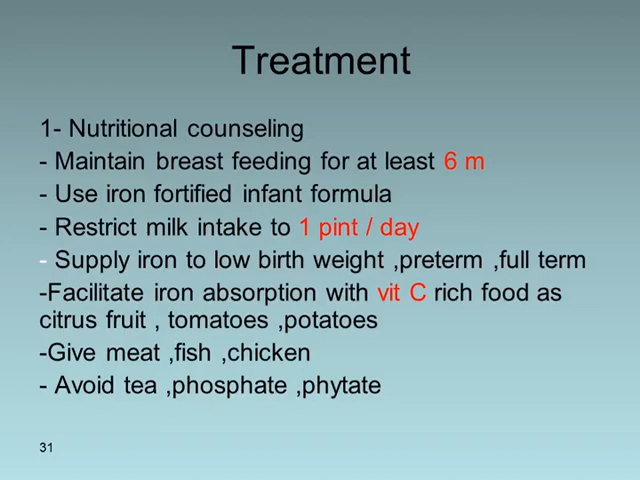 Treatment
1- Nutritional counseling
- Maintain breast feeding for at least 6 m
- Use iron fortified infant formula
- Restrict milk intake to 1 pint / day
- Supply iron to low birth weight ,preterm ,full term
-Facilitate iron absorption with vit C rich food as
citrus fruit , tomatoes ,potatoes
-Give meat ,fish ,chicken
- Avoid tea ,phosphate ,phytate
31